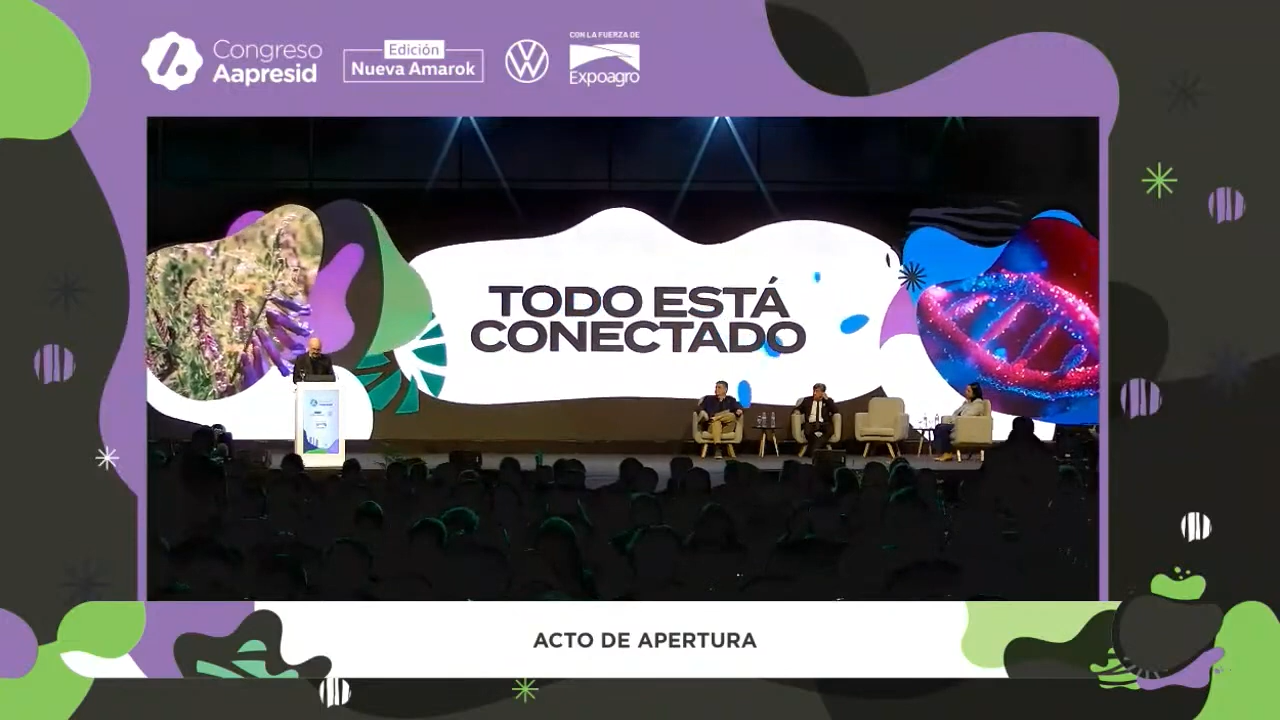 Congreso
Aapresid
Edición
Nueva Amarok
CON LA FUERZA DE
Expoagro
TODO ESTÁ
CONECTADO
ACTO DE APERTURA